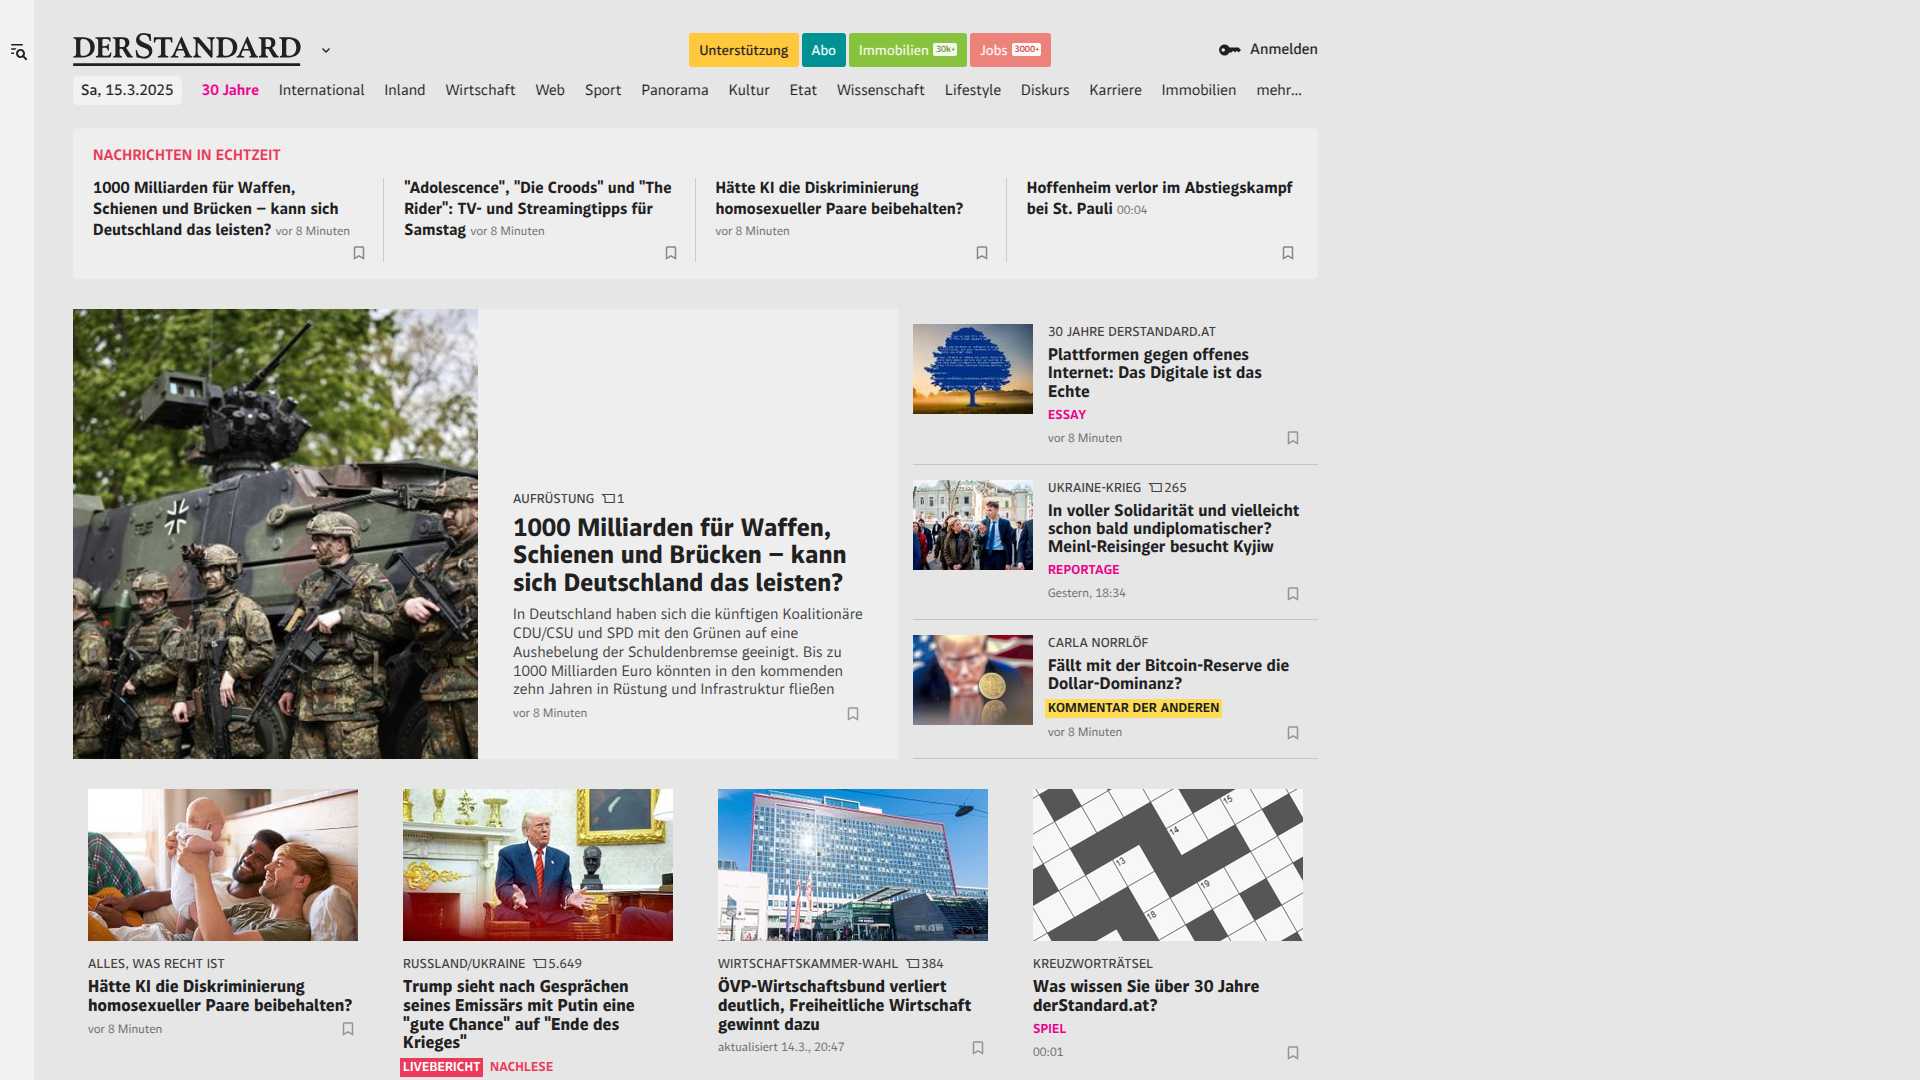 DERSTANDARD
Unterstützung
Abo
Immobilien 30k+
Jobs 3000+
Anmelden
Sa, 15.3.2025
30 Jahre
International
Inland
Wirtschaft
Web
Sport
Panorama
Kultur
Etat
Wissenschaft
Lifestyle
Diskurs
Karriere
Immobilien
mehr...
NACHRICHTEN IN ECHTZEIT
1000 Milliarden für Waffen,
Schienen und Brücken – kann sich
Deutschland das leisten? vor 8 Minuten
"Adolescence", "Die Croods" und "The
Rider": TV- und Streamingtipps für
Samstag vor 8 Minuten
Hätte KI die Diskriminierung
homosexueller Paare beibehalten?
vor 8 Minuten
Hoffenheim verlor im Abstiegskampf
bei St. Pauli 00:04
AUFRÜSTUNG 1
1000 Milliarden für Waffen,
Schienen und Brücken – kann
sich Deutschland das leisten?
In Deutschland haben sich die künftigen Koalitionäre
CDU/CSU und SPD mit den Grünen auf eine
Aushebelung der Schuldenbremse geeinigt. Bis zu
1000 Milliarden Euro könnten in den kommenden
zehn Jahren in Rüstung und Infrastruktur fließen
vor 8 Minuten
30 JAHRE DERSTANDARD.AT
Plattformen gegen offenes
Internet: Das Digitale ist das
Echte
ESSAY
vor 8 Minuten
UKRAINE-KRIEG 265
In voller Solidarität und vielleicht
schon bald undiplomatischer?
Meinl-Reisinger besucht Kyjiw
REPORTAGE
Gestern, 18:34
CARLA NORRLÖF
Fällt mit der Bitcoin-Reserve die
Dollar-Dominanz?
KOMMENTAR DER ANDEREN
vor 8 Minuten
ALLES, WAS RECHT IST
Hätte KI die Diskriminierung
homosexueller Paare beibehalten?
vor 8 Minuten
RUSSLAND/UKRAINE 5.649
Trump sieht nach Gesprächen
seines Emissärs mit Putin eine
"gute Chance" auf "Ende des
Krieges"
LIVEBERICHT NACHLESE
WIRTSCHAFTSKAMMER-WAHL 384
ÖVP-Wirtschaftsbund verliert
deutlich, Freiheitliche Wirtschaft
gewinnt dazu
aktualisiert 14.3., 20:47
15
14
13
19
18
KREUZWORTRÄTSEL
Was wissen Sie über 30 Jahre
derStandard.at?
SPIEL
00:01